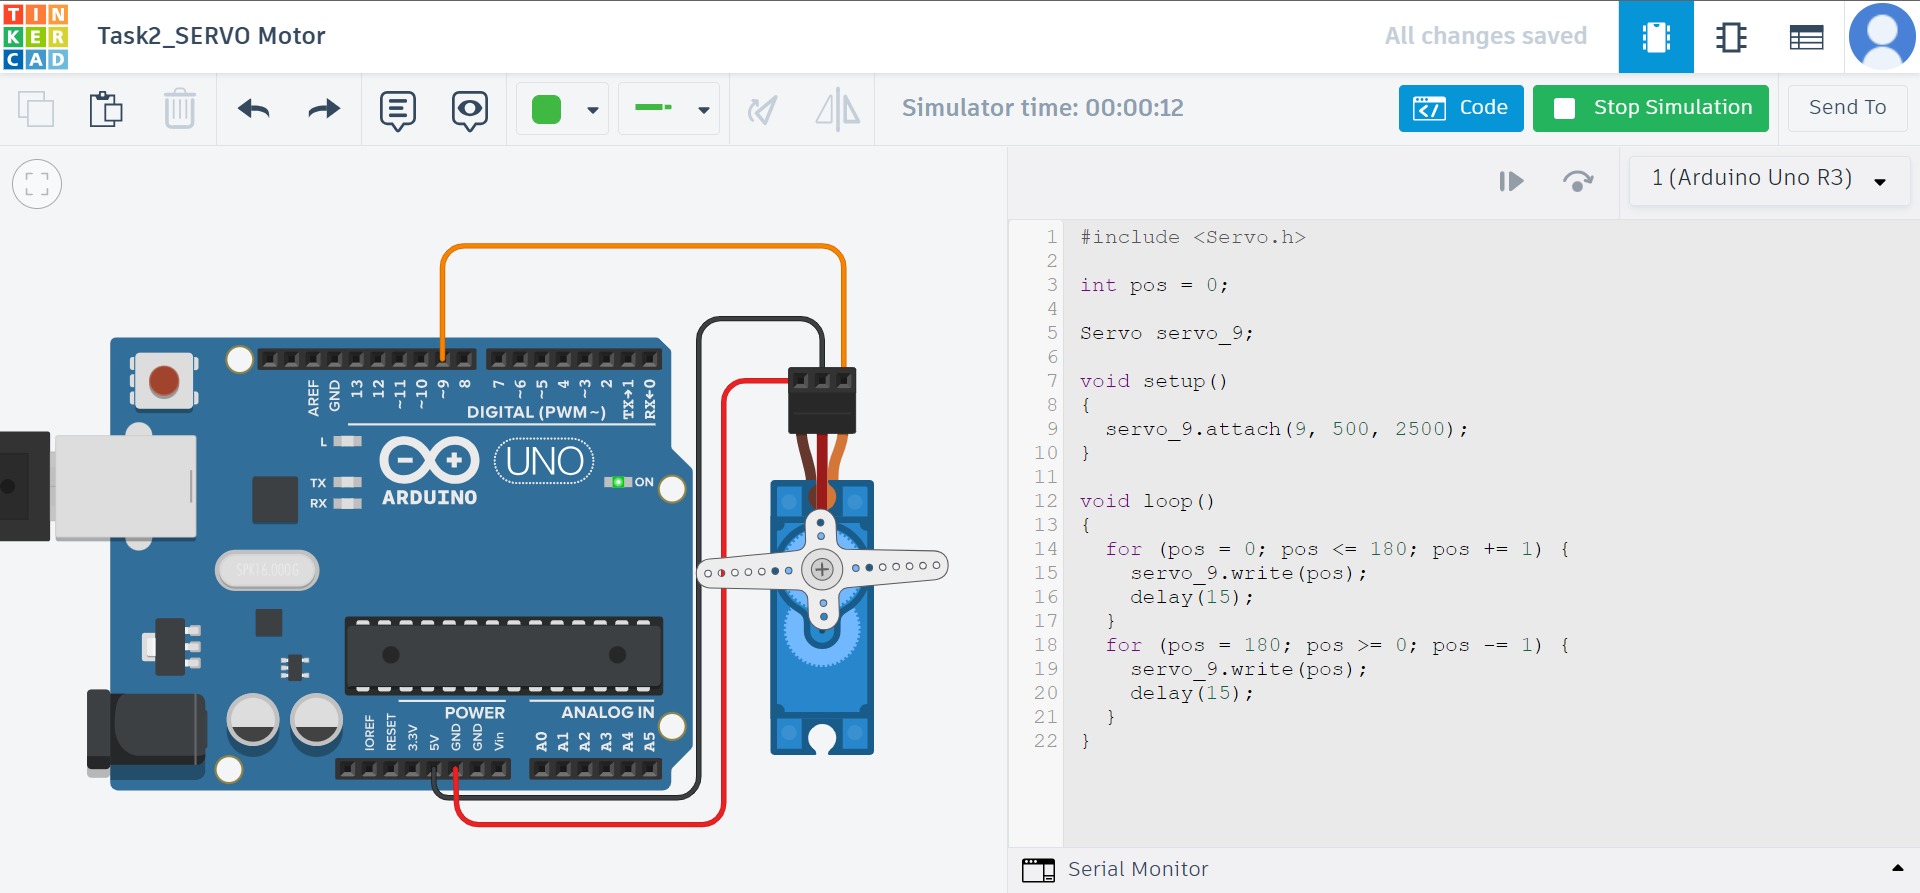 TIN
KER
CAD
Task2_SERVO Motor
All changes saved
Simulator time: 00:00:12
Code
Stop Simulation
Send To
1 (Arduino Uno R3)
AREF
GND
13
12
~11
~10
~9
8
7
~6
~5
4
~3
2
TX→1
RX←0
DIGITAL (PWM~)
L
TX
RX
ARDUINO
UNO
ON
SPK16.000G
POWER
ANALOG IN
IOREF
RESET
3.3V
5V
GND
GND
Vin
A0
A1
A2
A3
A4
A5
1 #include <Servo.h>
2
3 int pos = 0;
4
5 Servo servo_9;
6
7 void setup()
8 {
9 servo_9.attach(9, 500, 2500);
10 }
11
12 void loop()
13 {
14 for (pos = 0; pos <= 180; pos += 1) {
15 servo_9.write(pos);
16 delay(15);
17 }
18 for (pos = 180; pos >= 0; pos -= 1) {
19 servo_9.write(pos);
20 delay(15);
21 }
22 }
Serial Monitor